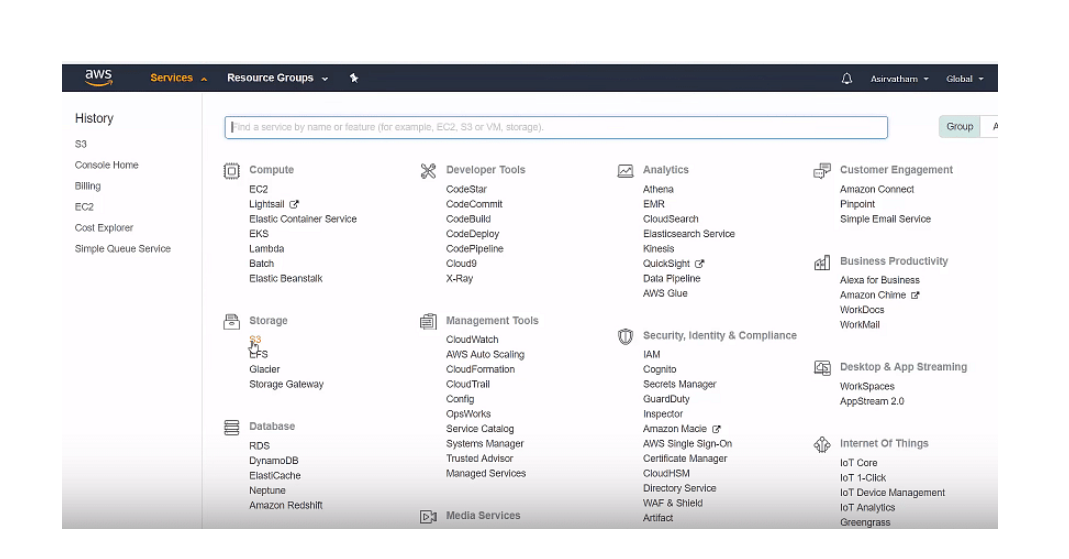 aws
Services
Resource Groups
Asirvatham
Global
History
S3
Console Home
Billing
EC2
Cost Explorer
Simple Queue Service
Find a service by name or feature (for example, EC2, S3 or VM, storage).
Group
A
Compute
EC2
Lightsail
Elastic Container Service
EKS
Lambda
Batch
Elastic Beanstalk
Storage
S3
EFS
Glacier
Storage Gateway
Database
RDS
DynamoDB
ElastiCache
Neptune
Amazon Redshift
Developer Tools
CodeStar
CodeCommit
CodeBuild
CodeDeploy
CodePipeline
Cloud9
X-Ray
Management Tools
CloudWatch
AWS Auto Scaling
CloudFormation
CloudTrail
Config
OpsWorks
Service Catalog
Systems Manager
Trusted Advisor
Managed Services
Media Services
Analytics
Athena
EMR
CloudSearch
Elasticsearch Service
Kinesis
QuickSight
Data Pipeline
AWS Glue
Security, Identity & Compliance
IAM
Cognito
Secrets Manager
GuardDuty
Inspector
Amazon Macie
AWS Single Sign-On
Certificate Manager
CloudHSM
Directory Service
WAF & Shield
Artifact
Customer Engagement
Amazon Connect
Pinpoint
Simple Email Service
Business Productivity
Alexa for Business
Amazon Chime
WorkDocs
WorkMail
Desktop & App Streaming
WorkSpaces
AppStream 2.0
Internet Of Things
IoT Core
IoT 1-Click
IoT Device Management
IoT Analytics
Greengrass